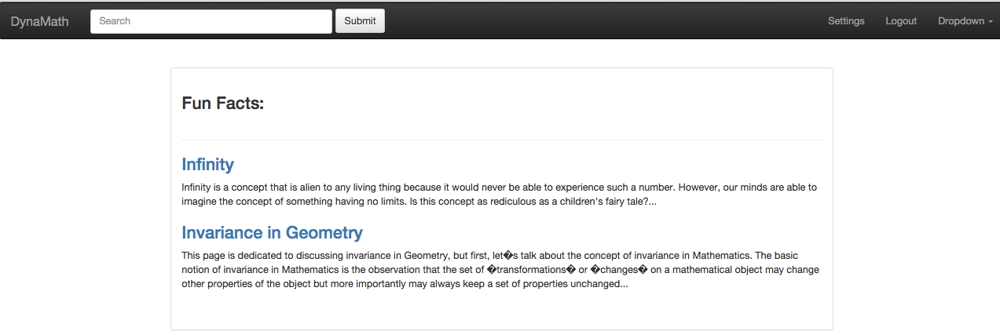 DynaMath Search Submit Settings Logout Dropdown
Fun Facts:
Infinity
Infinity is a concept that is alien to any living thing because it would never be able to experience such a number. However, our minds are able to
imagine the concept of something having no limits. Is this concept as rediculous as a children's fairy tale?...
Invariance in Geometry
This page is dedicated to discussing invariance in Geometry, but first, let�s talk about the concept of invariance in Mathematics. The basic
notion of invariance in Mathematics is the observation that the set of �transformations� or �changes� on a mathematical object may change
other properties of the object but more importantly may always keep a set of properties unchanged...